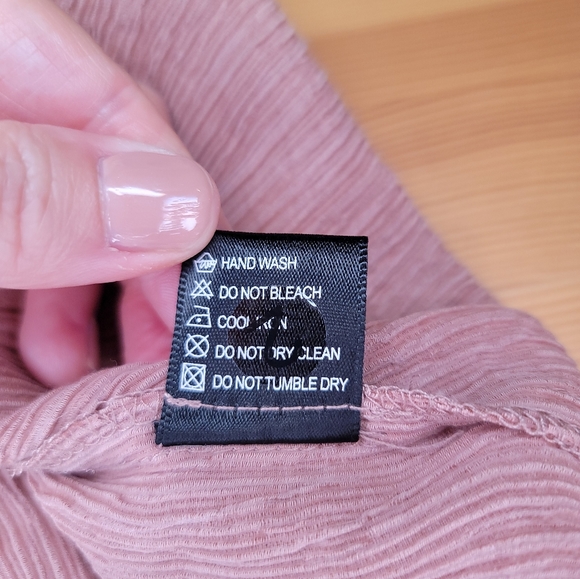 HAND WASH
DO NOT BLEACH
COOL IRON
DO NOT DRY CLEAN
DO NOT TUMBLE DRY